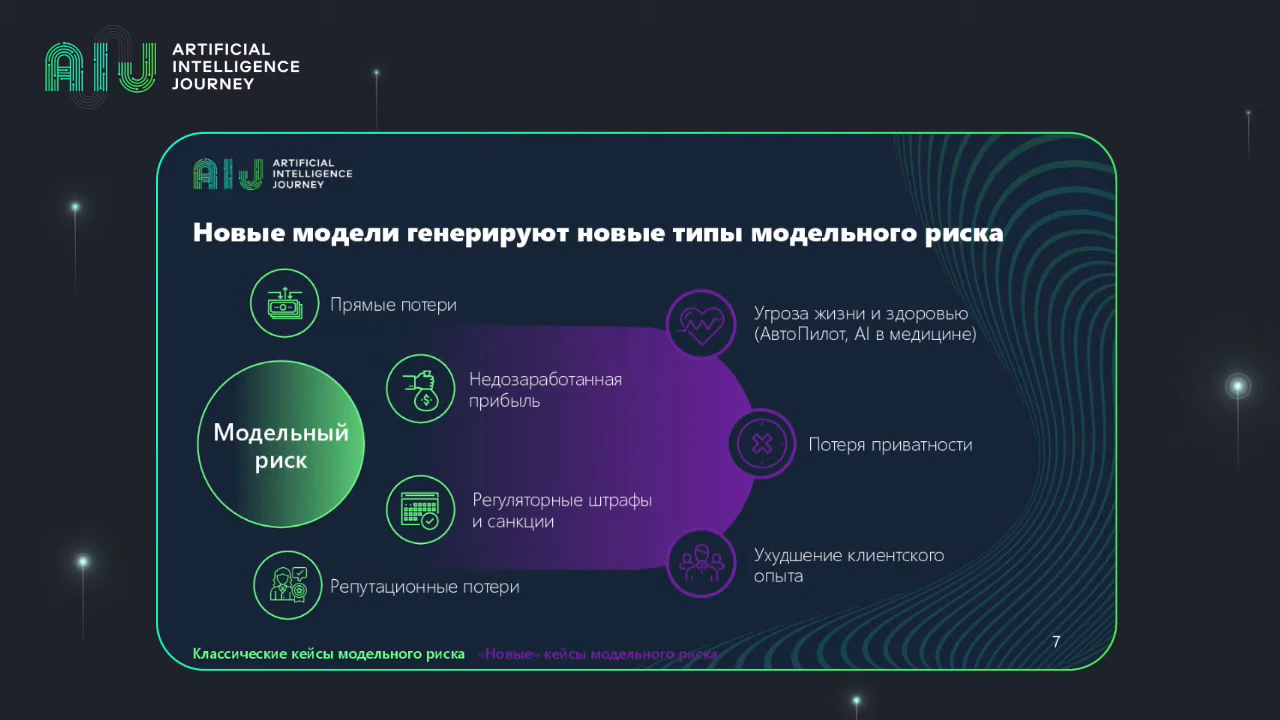 ARTIFICIAL
INTELLIGENCE
JOURNEY
ARTIFICIAL
INTELLIGENCE
JOURNEY
Новые модели генерируют новые типы модельного риска
Прямые потери
Недозаработанная
прибыль
Модельный
риск
Регуляторные штрафы
и санкции
Репутационные потери
Угроза жизни и здоровью
(АвтоПилот, AI в медицине)
Потеря приватности
Ухудшение клиентского
опыта
Классические кейсы модельного риска «Новые» кейсы модельного риска
7